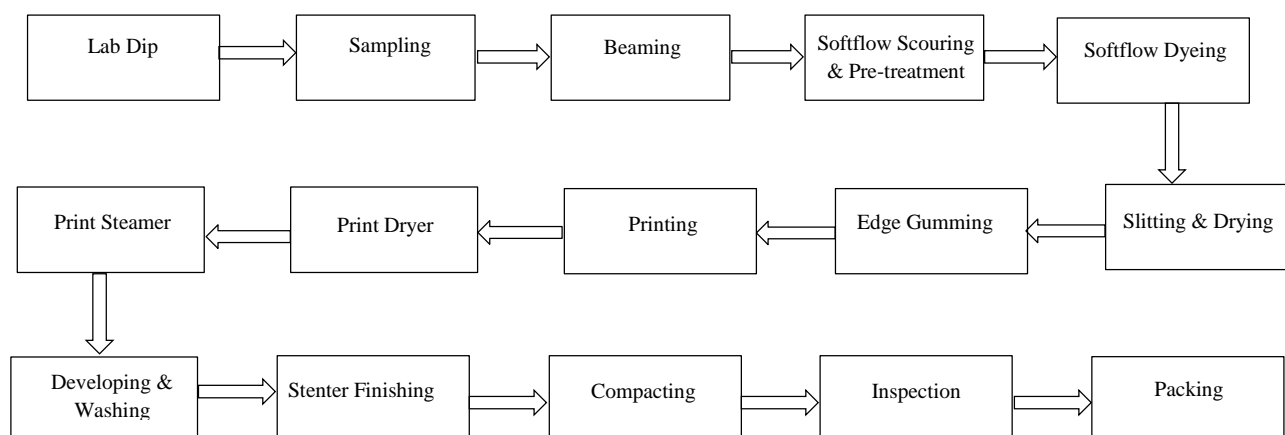 Lab Dip
Sampling
Beaming
Softflow Scouring
& Pre-treatment
Softflow Dyeing
Slitting & Drying
Edge Gumming
Printing
Print Dryer
Print Steamer
Developing &
Washing
Stenter Finishing
Compacting
Inspection
Packing